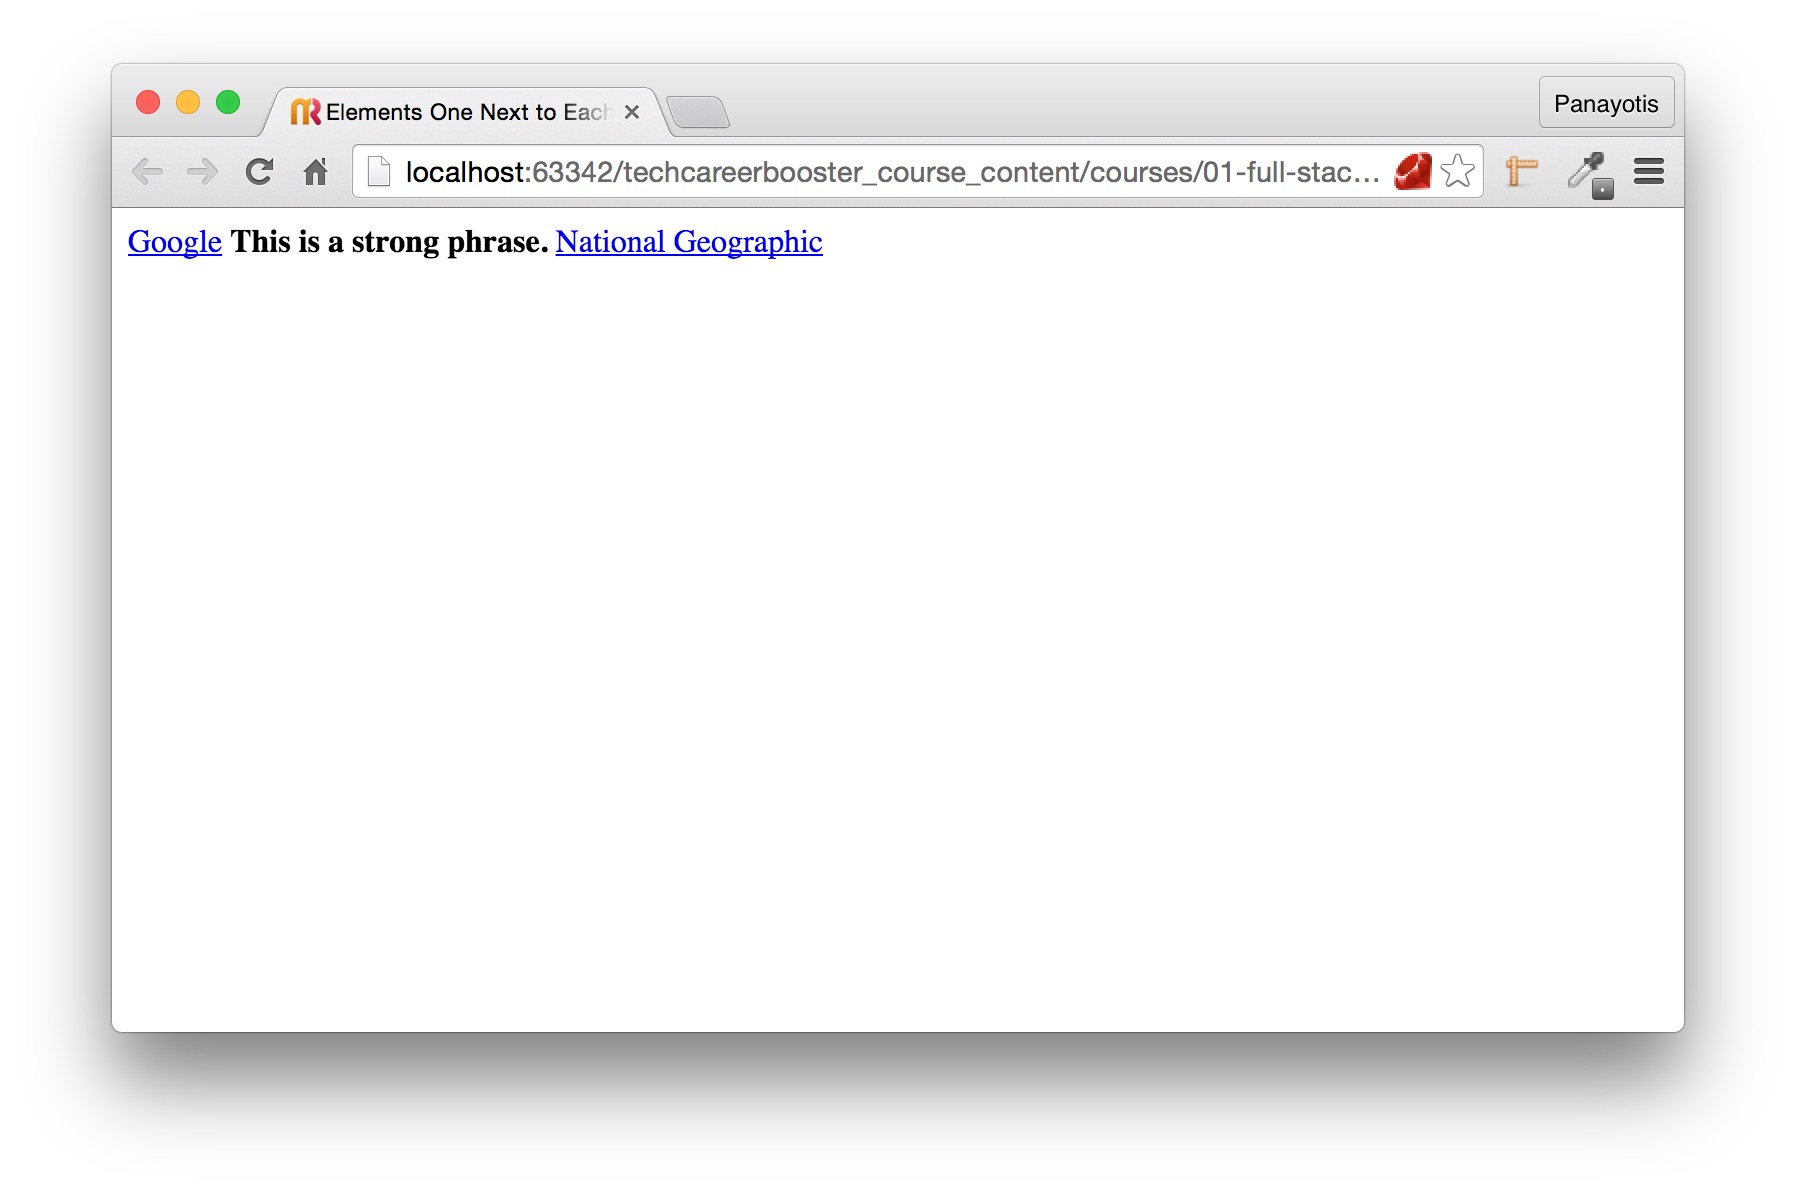 Elements One Next to Each
Panayotis
localhost:63342/techcareerbooster_course_content/courses/01-full-stac...
Google This is a strong phrase. National Geographic